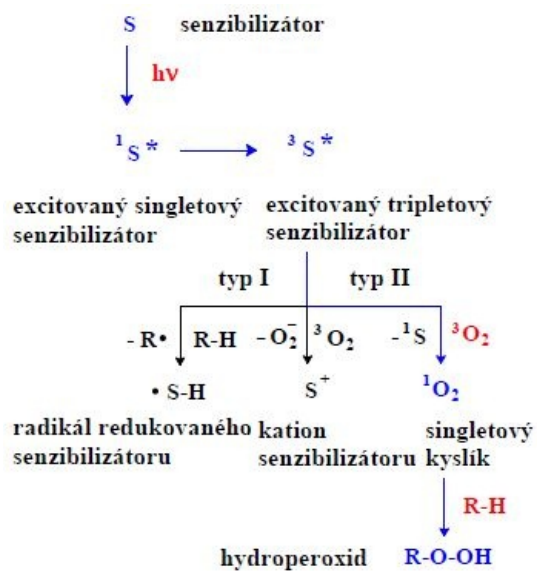 S senzibilizátor
hν
¹S* ³S*
excitovaný singletový excitovaný tripletový
senzibilizátor senzibilizátor
typ I typ II
- R• R-H - O₂⁻ ³O₂ -¹S ³O₂
• S-H S⁺ ¹O₂
radikál redukovaného kation singletový
senzibilizátoru senzibilizátoru kyslík
R-H
hydroperoxid R-O-OH